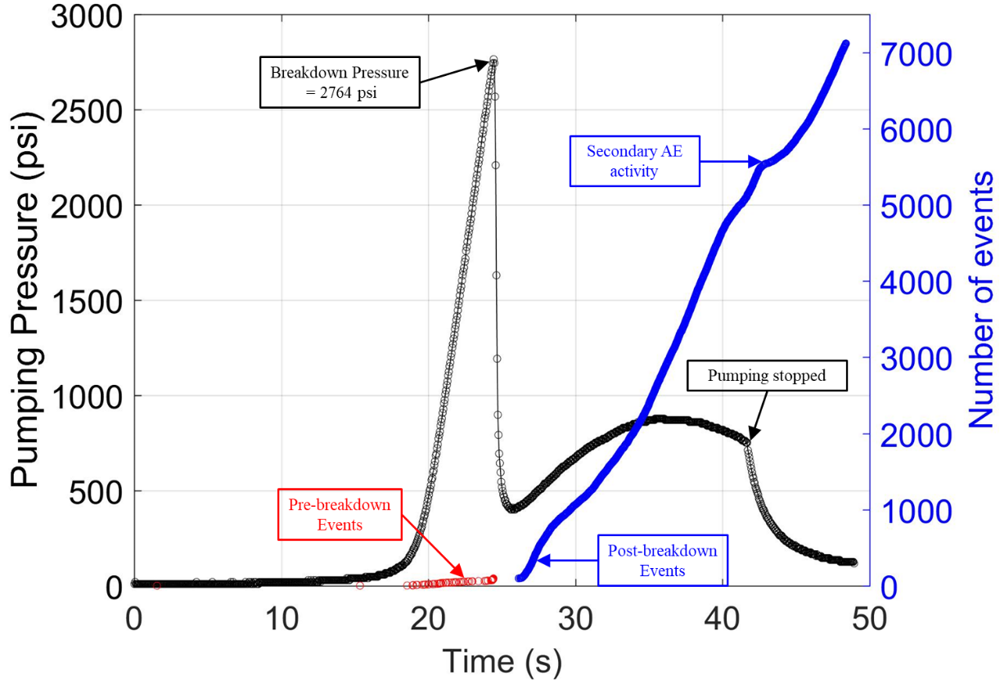 3000
2500
2000
1500
1000
500
0
Pumping Pressure (psi)
Breakdown Pressure
= 2764 psi
Pre-breakdown
Events
Secondary AE
activity
Pumping stopped
Post-breakdown
Events
7000
6000
5000
4000
3000
2000
1000
0
Number of events
0
10
20
30
40
50
Time (s)